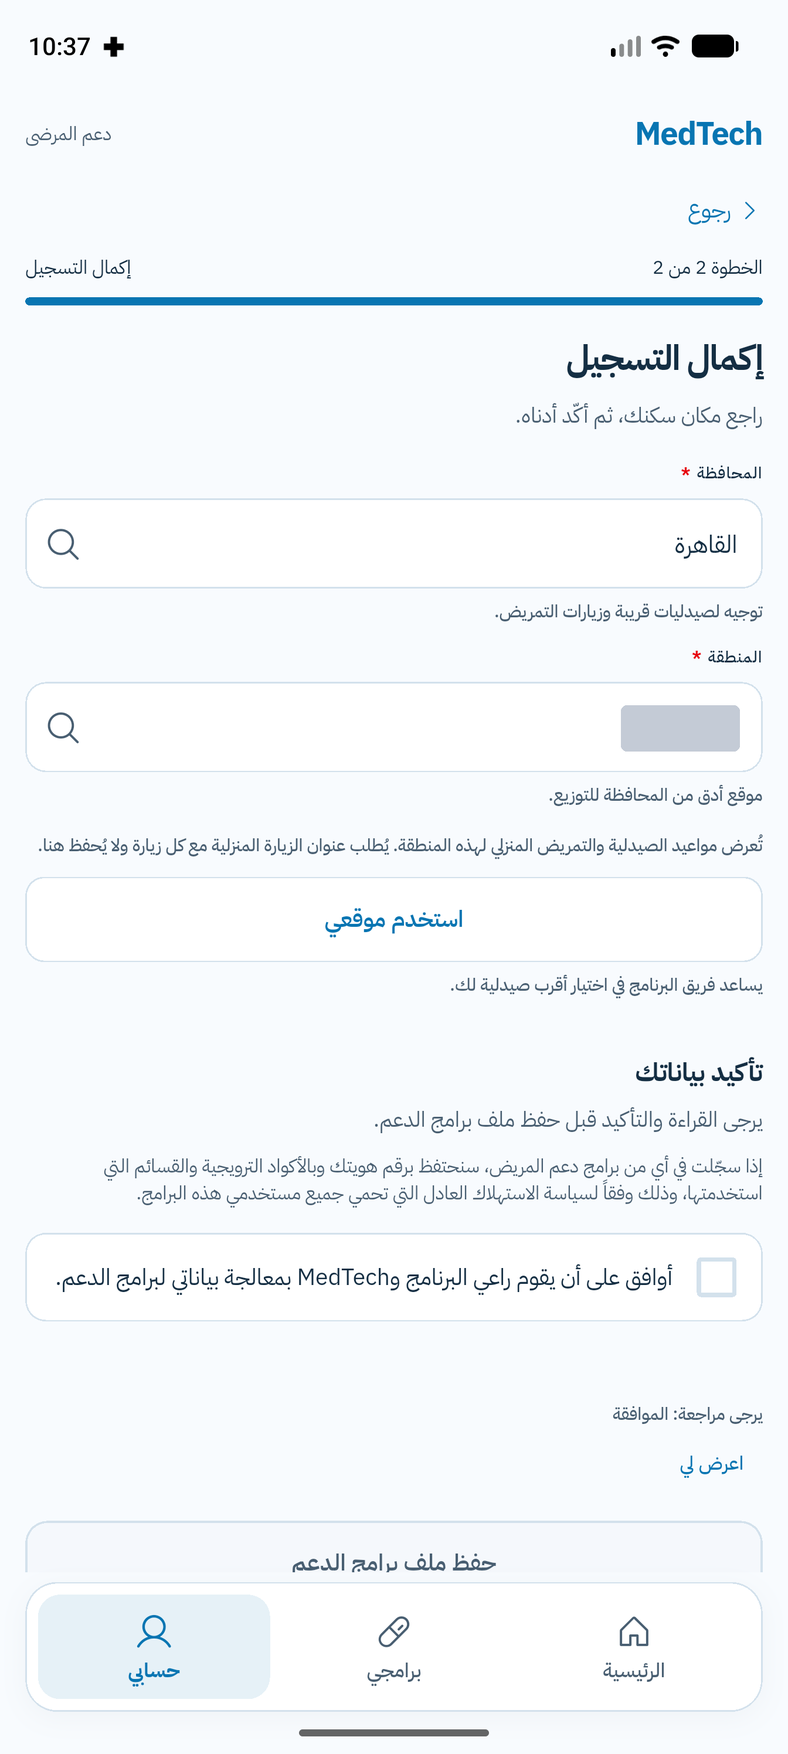 10:37
MedTech
دعم المرضى
رجوع
الخطوة 2 من 2
إكمال التسجيل
إكمال التسجيل
راجع مكان سكنك، ثم أكّد أدناه.
المحافظة *
القاهرة
توجيه لصيدليات قريبة وزيارات التمريض.
المنطقة *
موقع أدق من المحافظة للتوزيع.
تُعرض مواعيد الصيدلية والتمريض المنزلي لهذه المنطقة. يُطلب عنوان الزيارة المنزلية مع كل زيارة ولا يُحفظ هنا.
استخدم موقعي
يساعد فريق البرنامج في اختيار أقرب صيدلية لك.
تأكيد بياناتك
يرجى القراءة والتأكيد قبل حفظ ملف برامج الدعم.
إذا سجّلت في أي من برامج دعم المريض، سنحتفظ برقم هويتك وبالأكواد الترويجية والقسائم التي
استخدمتها، وذلك وفقاً لسياسة الاستهلاك العادل التي تحمي جميع مستخدمي هذه البرامج.
أوافق على أن يقوم راعي البرنامج وMedTech بمعالجة بياناتي لبرامج الدعم.
يرجى مراجعة: الموافقة
اعرض لي
حفظ ملف برامج الدعم
الرئيسية
برامجي
حسابي